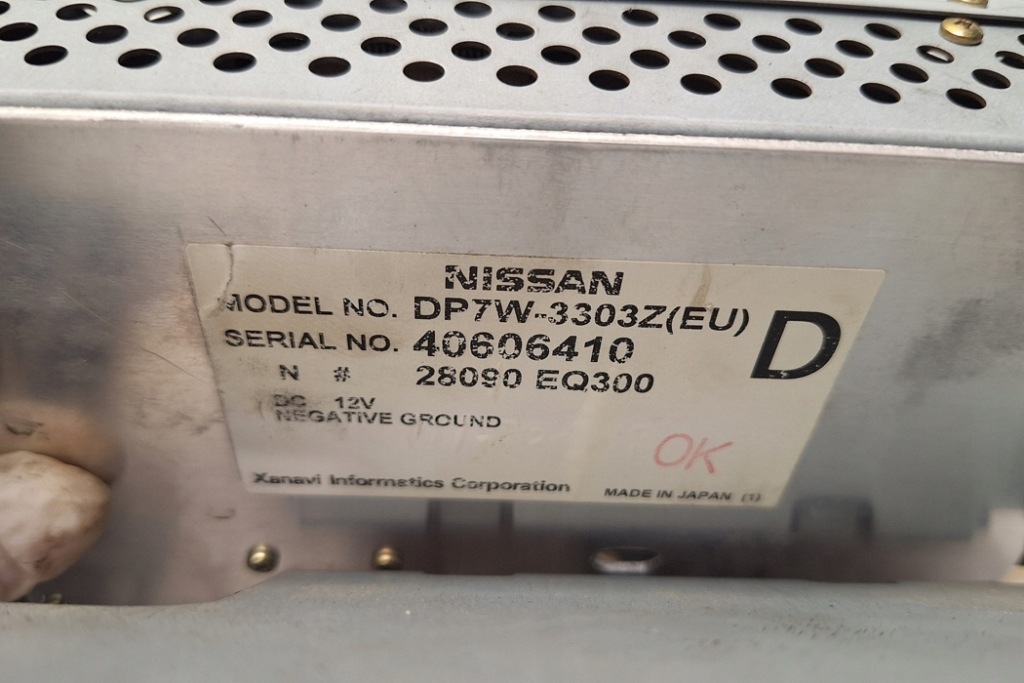 NISSAN
MODEL NO. DP7W-3303Z(EU)
D
SERIAL NO. 40606410
N # 28090 EQ300
DC 12V
NEGATIVE GROUND
OK
Xanavi Informatics Corporation
MADE IN JAPAN (1)